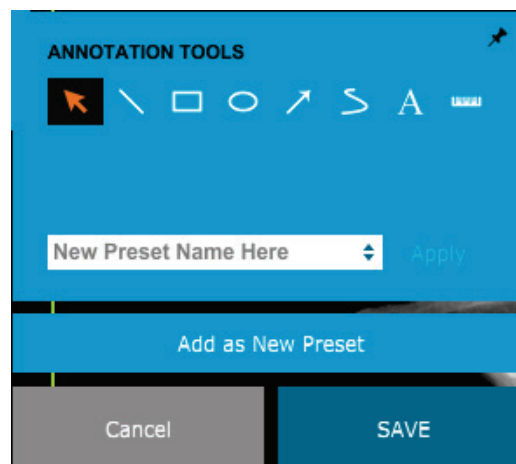 ANNOTATION TOOLS
A
New Preset Name Here
Apply
Add as New Preset
Cancel
SAVE